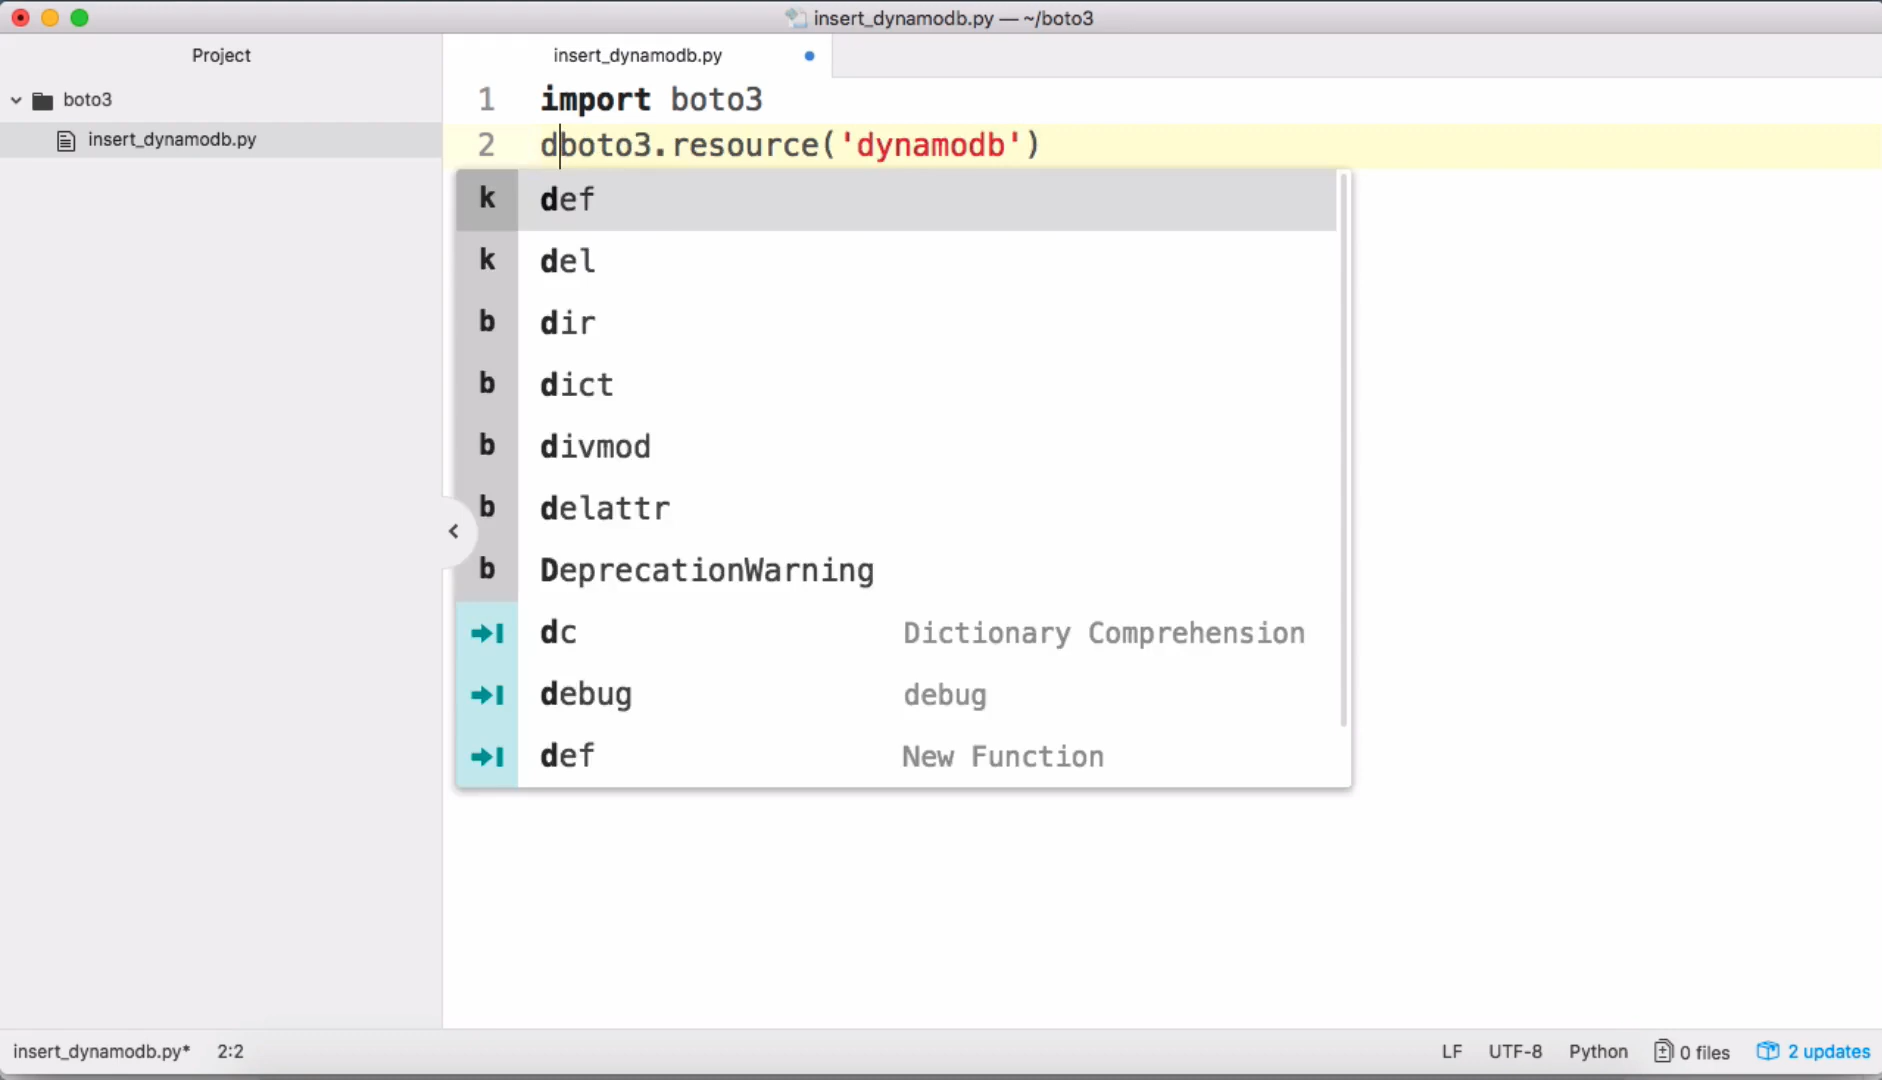 insert_dynamodb.py — ~/boto3
Project
insert_dynamodb.py
boto3
insert_dynamodb.py
1 import boto3
2 dboto3.resource('dynamodb')
k def
k del
b dir
b dict
b divmod
b delattr
b DeprecationWarning
dc Dictionary Comprehension
debug debug
def New Function
insert_dynamodb.py* 2:2 LF UTF-8 Python 0 files 2 updates